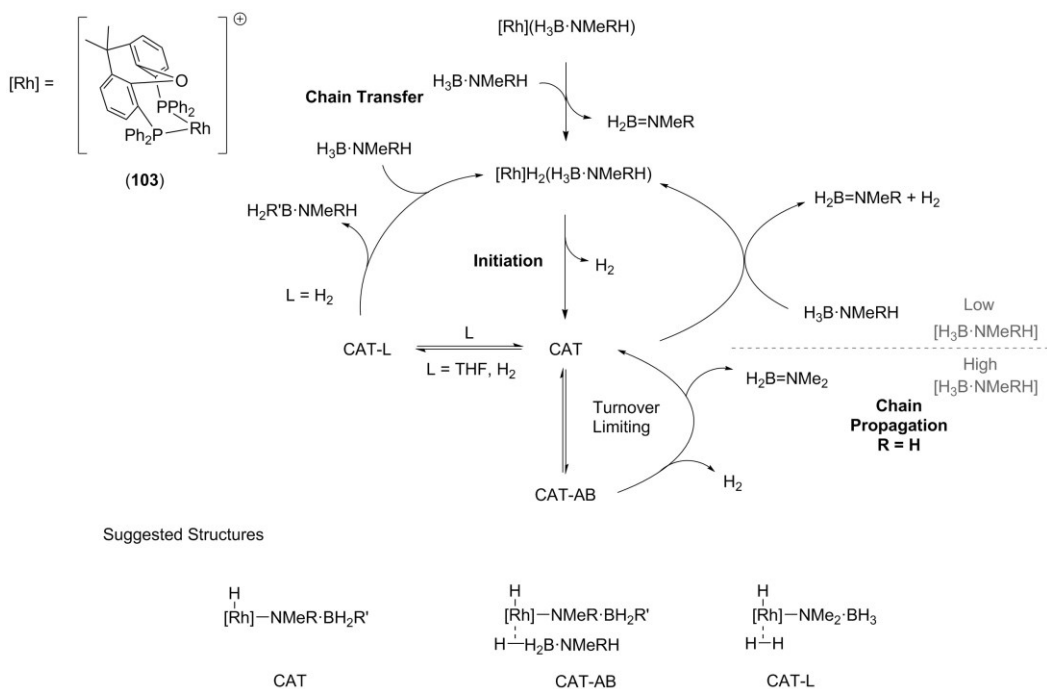 [Rh](H₃B·NMeRH)
⊕
[Rh] =
O
PPh₂
Ph₂P
Rh
(103)
Chain Transfer
H₃B·NMeRH
H₂B=NMeR
H₃B·NMeRH
[Rh]H₂(H₃B·NMeRH)
H₂R'B·NMeRH
H₂B=NMeR + H₂
Initiation
H₂
L = H₂
H₃B·NMeRH
Low
[H₃B·NMeRH]
CAT-L
L
L = THF, H₂
CAT
High
[H₃B·NMeRH]
H₂B=NMe₂
Turnover
Limiting
Chain
Propagation
R = H
CAT-AB
H₂
Suggested Structures
H
[Rh]—NMeR·BH₂R'
CAT
H
[Rh]—NMeR·BH₂R'
H—H₂B·NMeRH
CAT-AB
H
[Rh]—NMe₂·BH₃
H—H
CAT-L